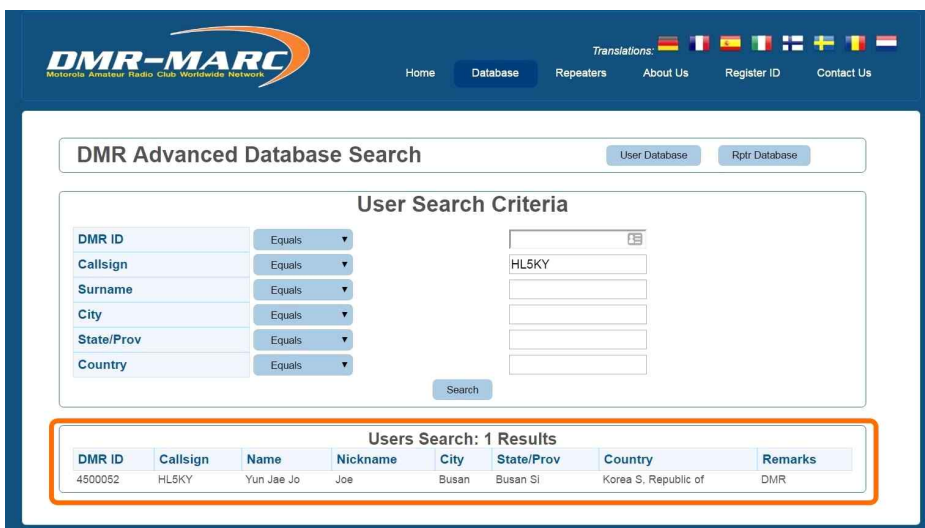 DMR-MARC
Motorola Amateur Radio Club Worldwide Network
Translations:
Home Database Repeaters About Us Register ID Contact Us
DMR Advanced Database Search User Database Rptr Database
User Search Criteria
DMR ID Equals
Callsign Equals HL5KY
Surname Equals
City Equals
State/Prov Equals
Country Equals
Search
Users Search: 1 Results
DMR ID Callsign Name Nickname City State/Prov Country Remarks
4500052 HL5KY Yun Jae Jo Joe Busan Busan Si Korea S, Republic of DMR